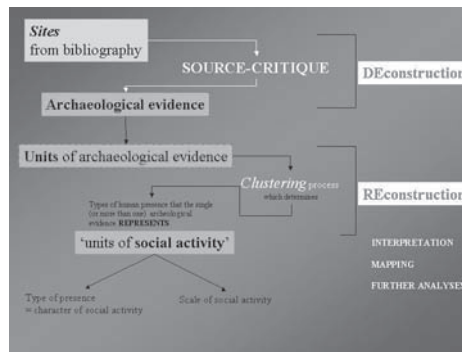 Sites
from bibliography
SOURCE-CRITIQUE
DEconstruction
Archaeological evidence
Units of archaeological evidence
Clustering process
which determines
REconstruction
Types of human presence that the single
(or more than one) archeological
evidence REPRESENTS
'units of social activity'
INTERPRETATION
MAPPING
FURTHER ANALYSES
Type of presence
= character of social activity
Scale of social activity